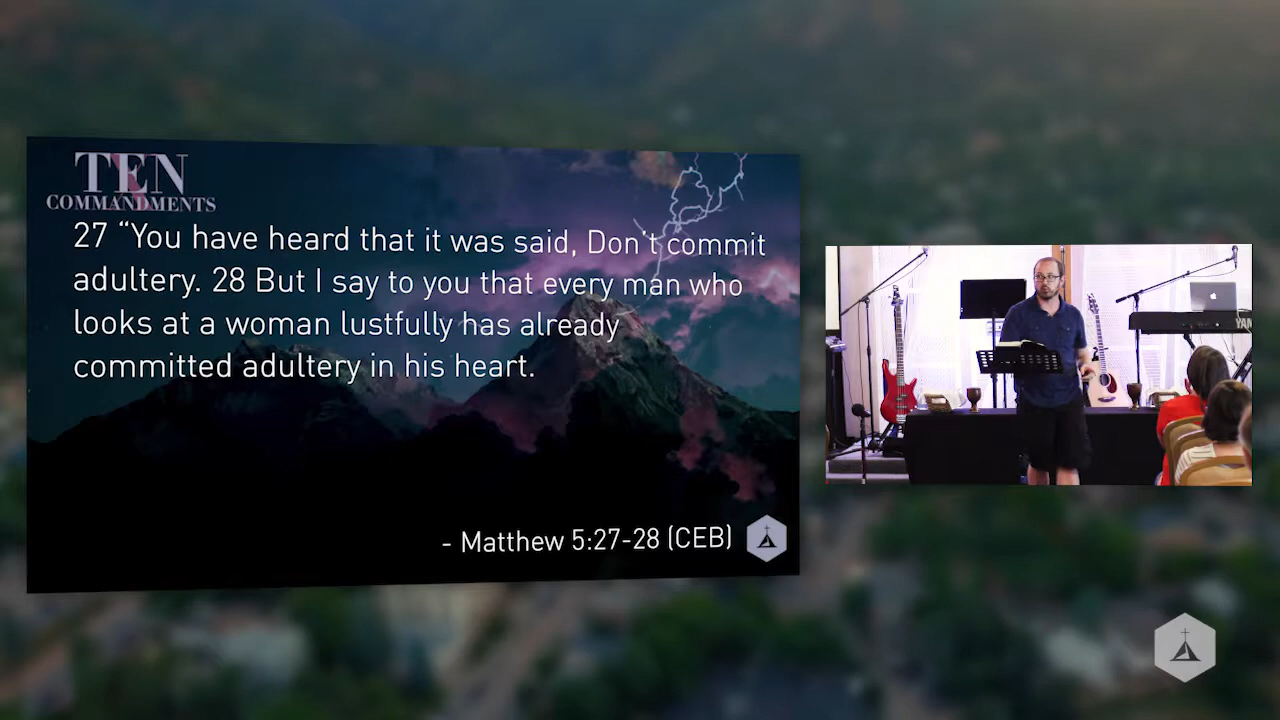 TEN
COMMANDMENTS
27 “You have heard that it was said, Don't commit
adultery. 28 But I say to you that every man who
looks at a woman lustfully has already
committed adultery in his heart.
- Matthew 5:27-28 (CEB)